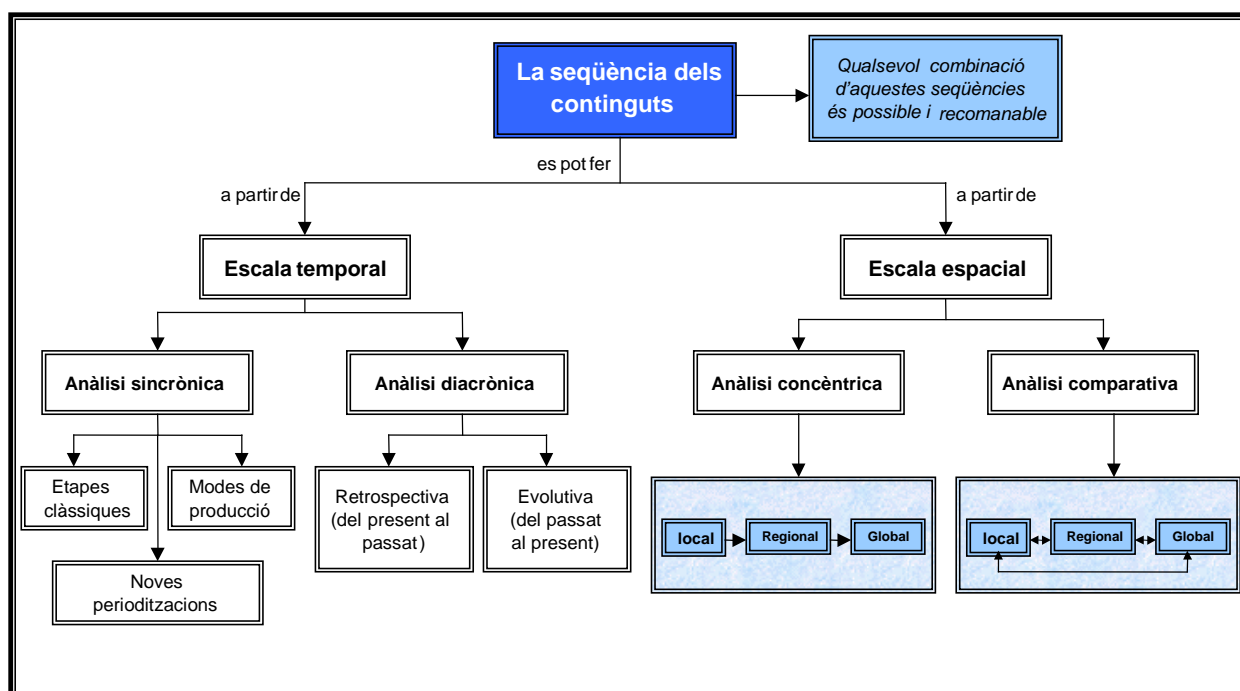 La seqüència dels
continguts
Qualsevol combinació
d'aquestes seqüències
és possible i recomanable
es pot fer
a partir de
a partir de
Escala temporal
Escala espacial
Anàlisi sincrònica
Anàlisi diacrònica
Anàlisi concèntrica
Anàlisi comparativa
Etapes
clàssiques
Modes de
producció
Noves
perioditzacions
Retrospectiva
(del present al
passat)
Evolutiva
(del passat
al present)
local
Regional
Global
local
Regional
Global